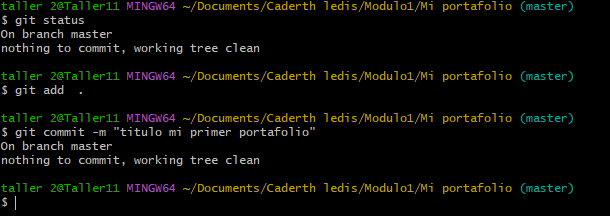 taller 2@Taller11 MINGW64 ~/Documents/Caderth ledis/Modulo1/Mi portafolio (master)
$ git status
On branch master
nothing to commit, working tree clean
taller 2@Taller11 MINGW64 ~/Documents/Caderth ledis/Modulo1/Mi portafolio (master)
$ git add  .
taller 2@Taller11 MINGW64 ~/Documents/Caderth ledis/Modulo1/Mi portafolio (master)
$ git commit -m "titulo mi primer portafolio"
On branch master
nothing to commit, working tree clean
taller 2@Taller11 MINGW64 ~/Documents/Caderth ledis/Modulo1/Mi portafolio (master)
$